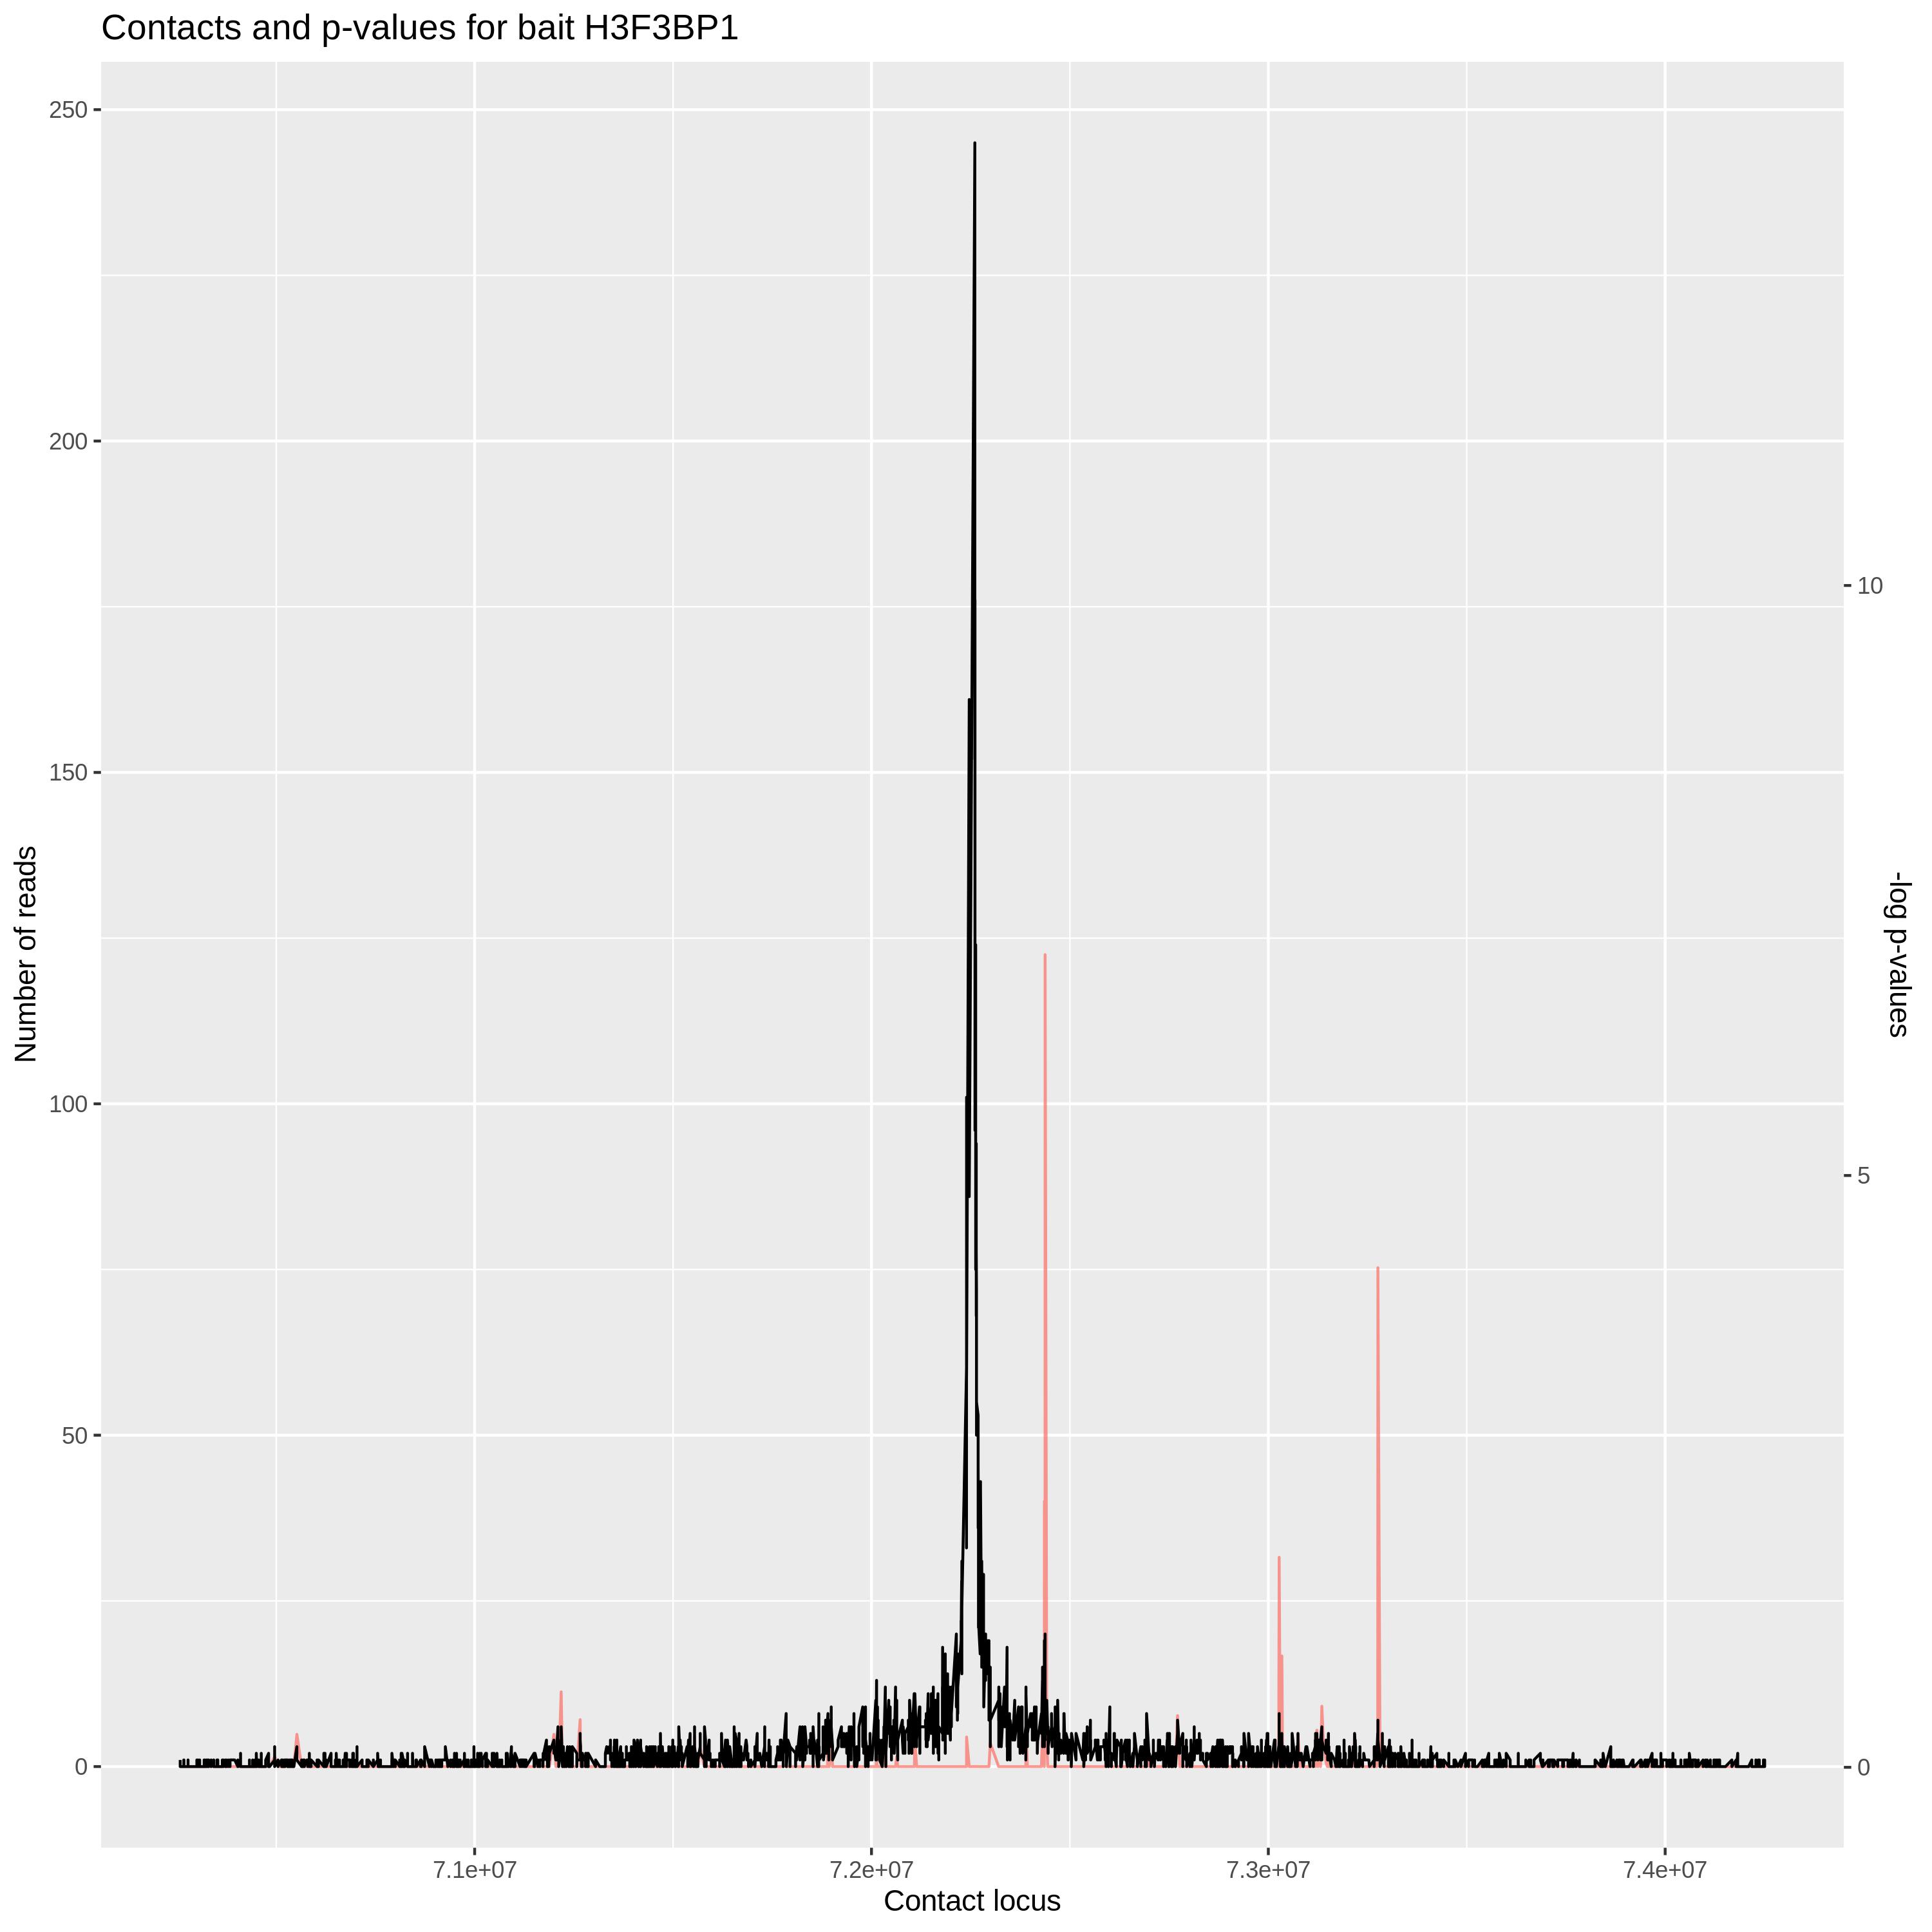 Contacts and p-values for bait H3F3BP1
250
200
150
100
50
0
Number of reads
10
5
0
-log p-values
7.1e+07
7.2e+07
7.3e+07
7.4e+07
Contact locus